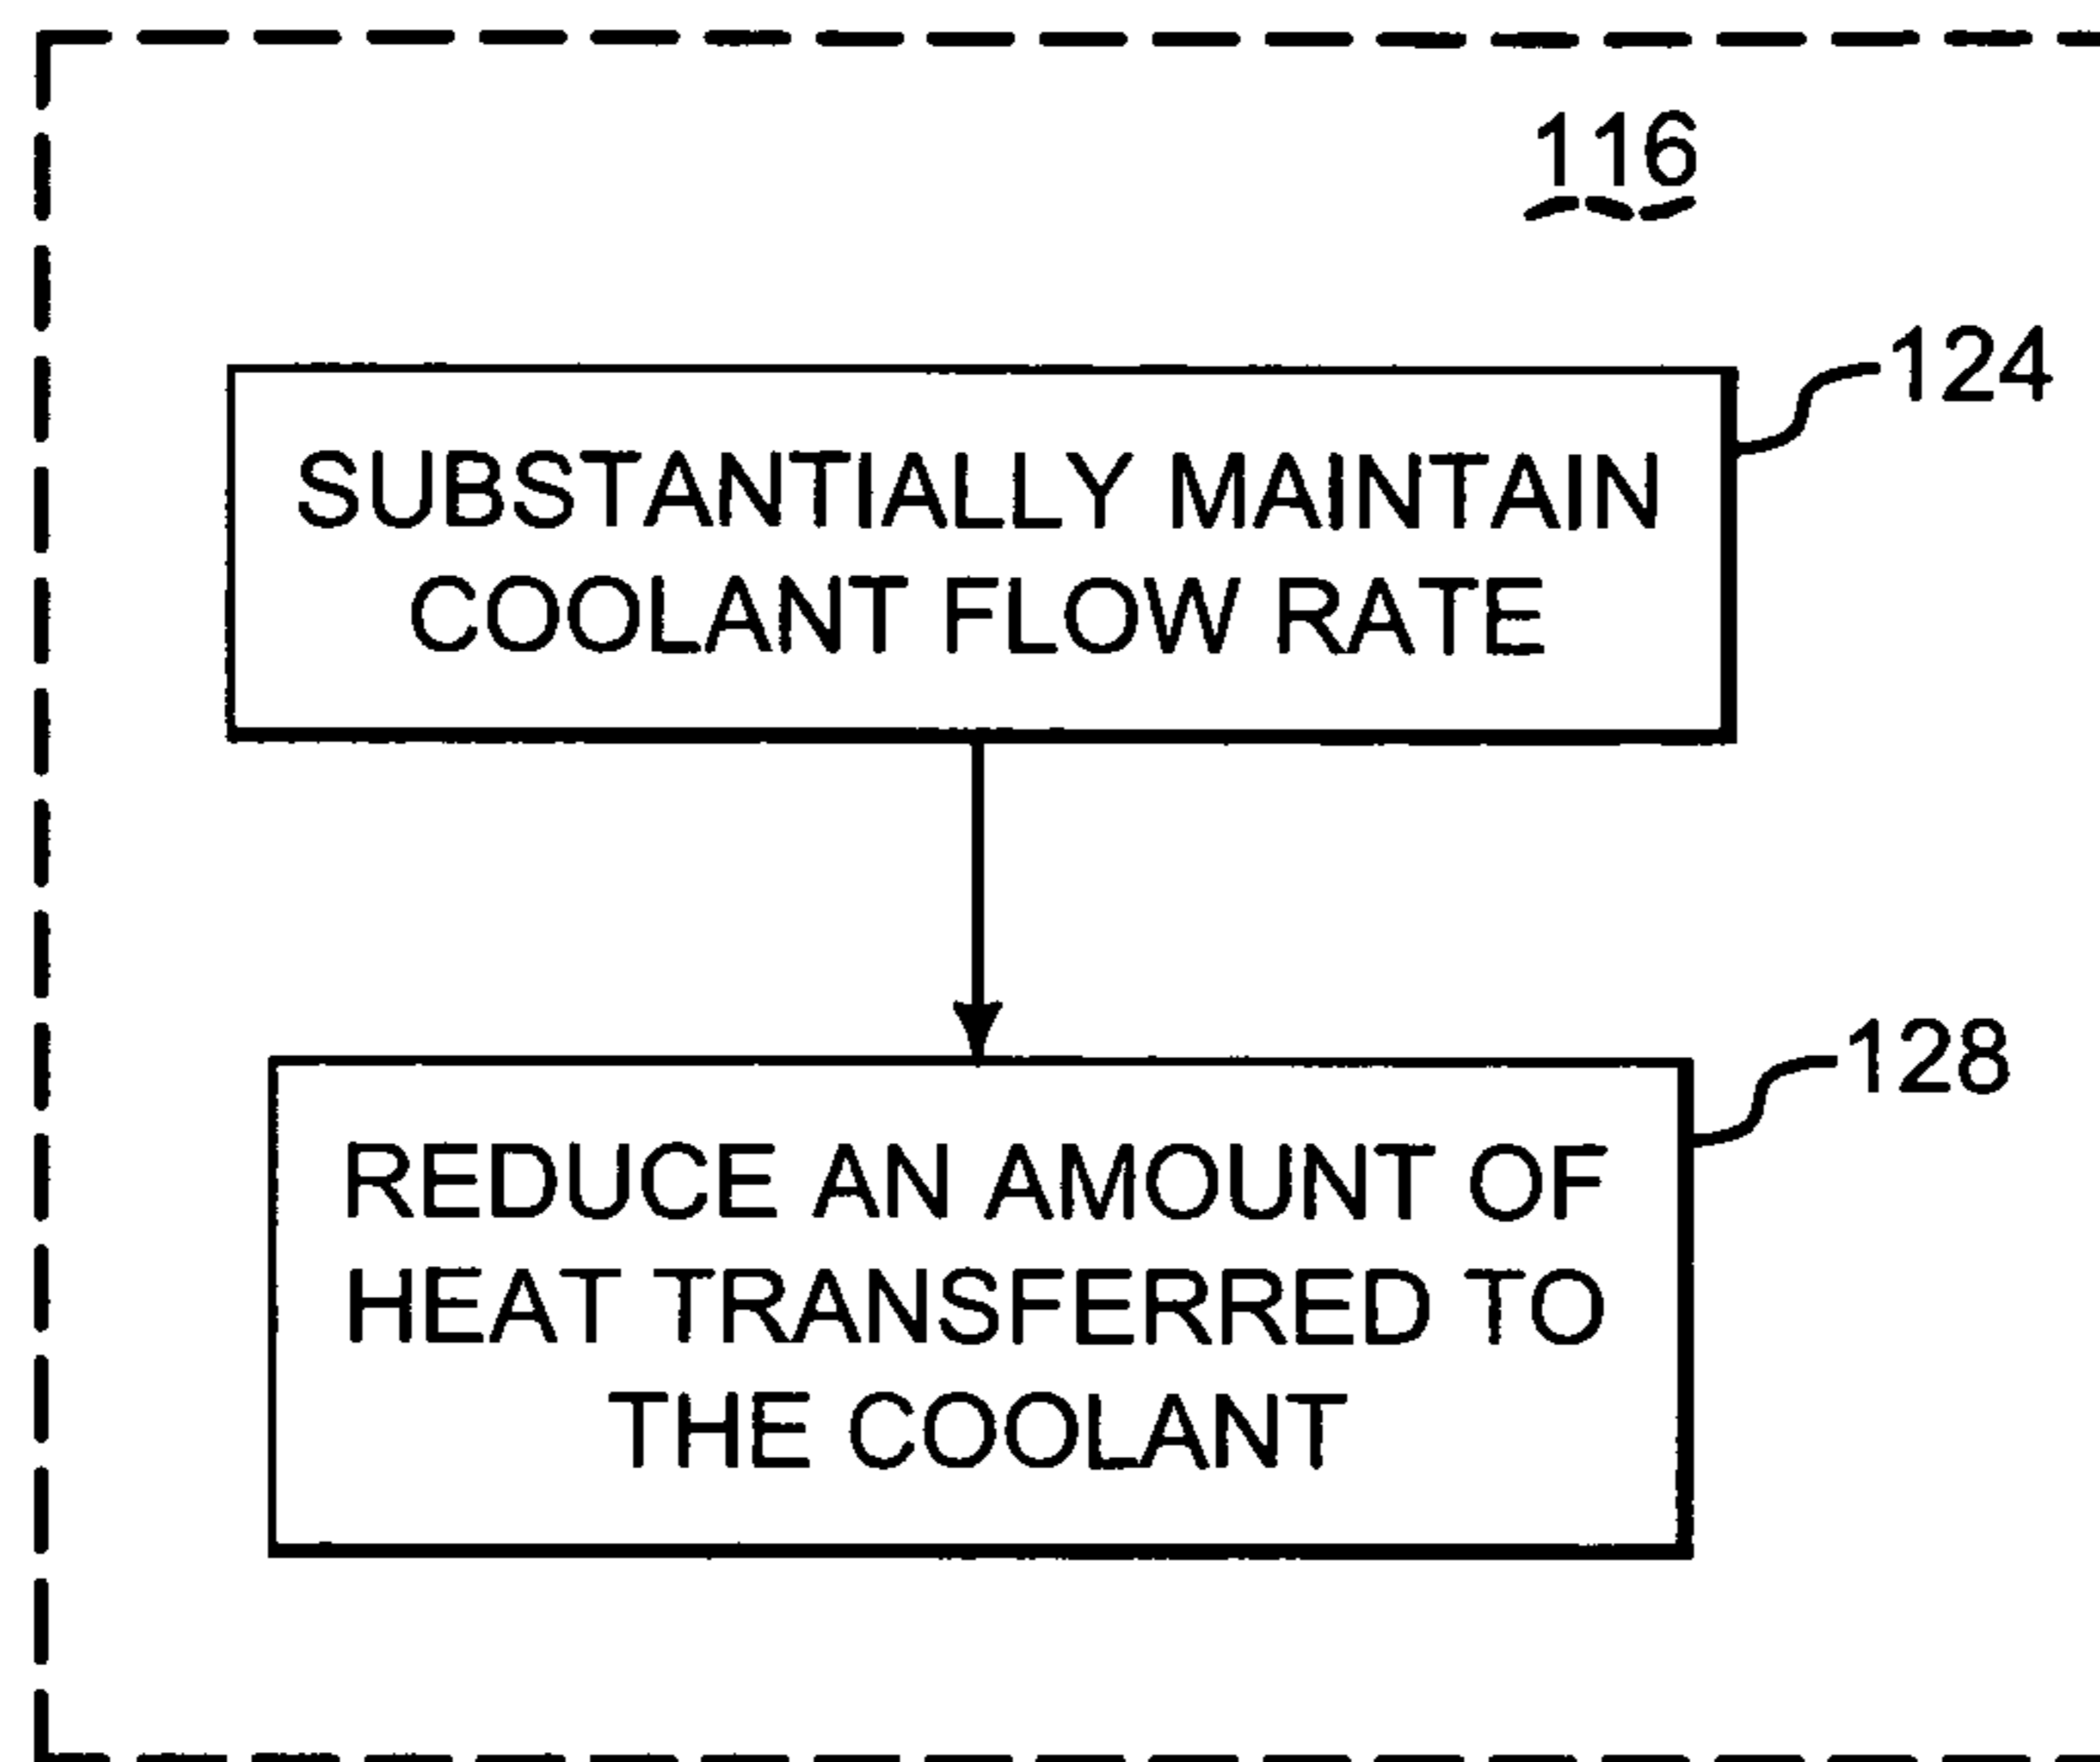 116
124
SUBSTANTIALLY MAINTAIN
COOLANT FLOW RATE
128
REDUCE AN AMOUNT OF
HEAT TRANSFERRED TO
THE COOLANT